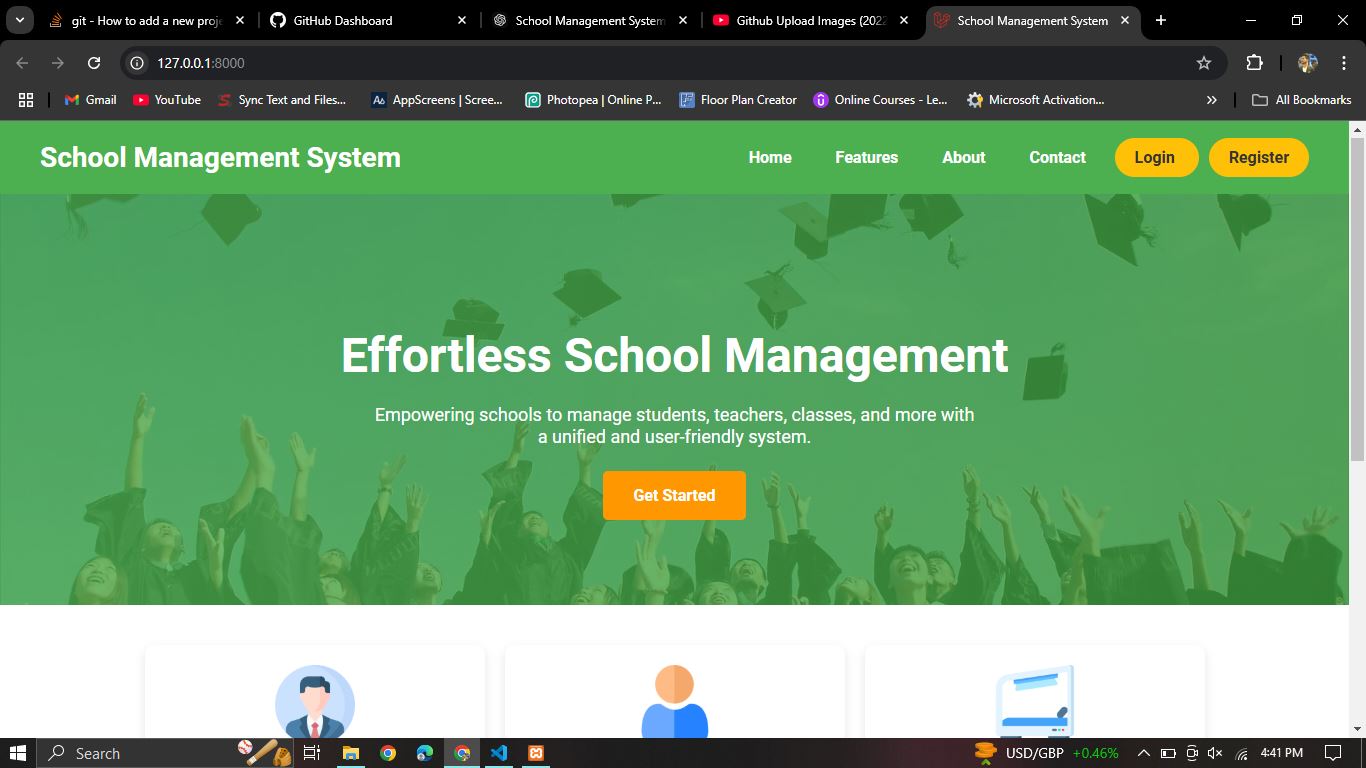 git - How to add a new proje
GitHub Dashboard
School Management System
Github Upload Images (2022
School Management System
127.0.0.1:8000
Gmail
YouTube
Sync Text and Files...
AppScreens | Scree...
Photopea | Online P...
Floor Plan Creator
Online Courses - Le...
Microsoft Activation...
All Bookmarks
School Management System
Home
Features
About
Contact
Login
Register
Effortless School Management
Empowering schools to manage students, teachers, classes, and more with
a unified and user-friendly system.
Get Started
Search
USD/GBP +0.46%
4:41 PM